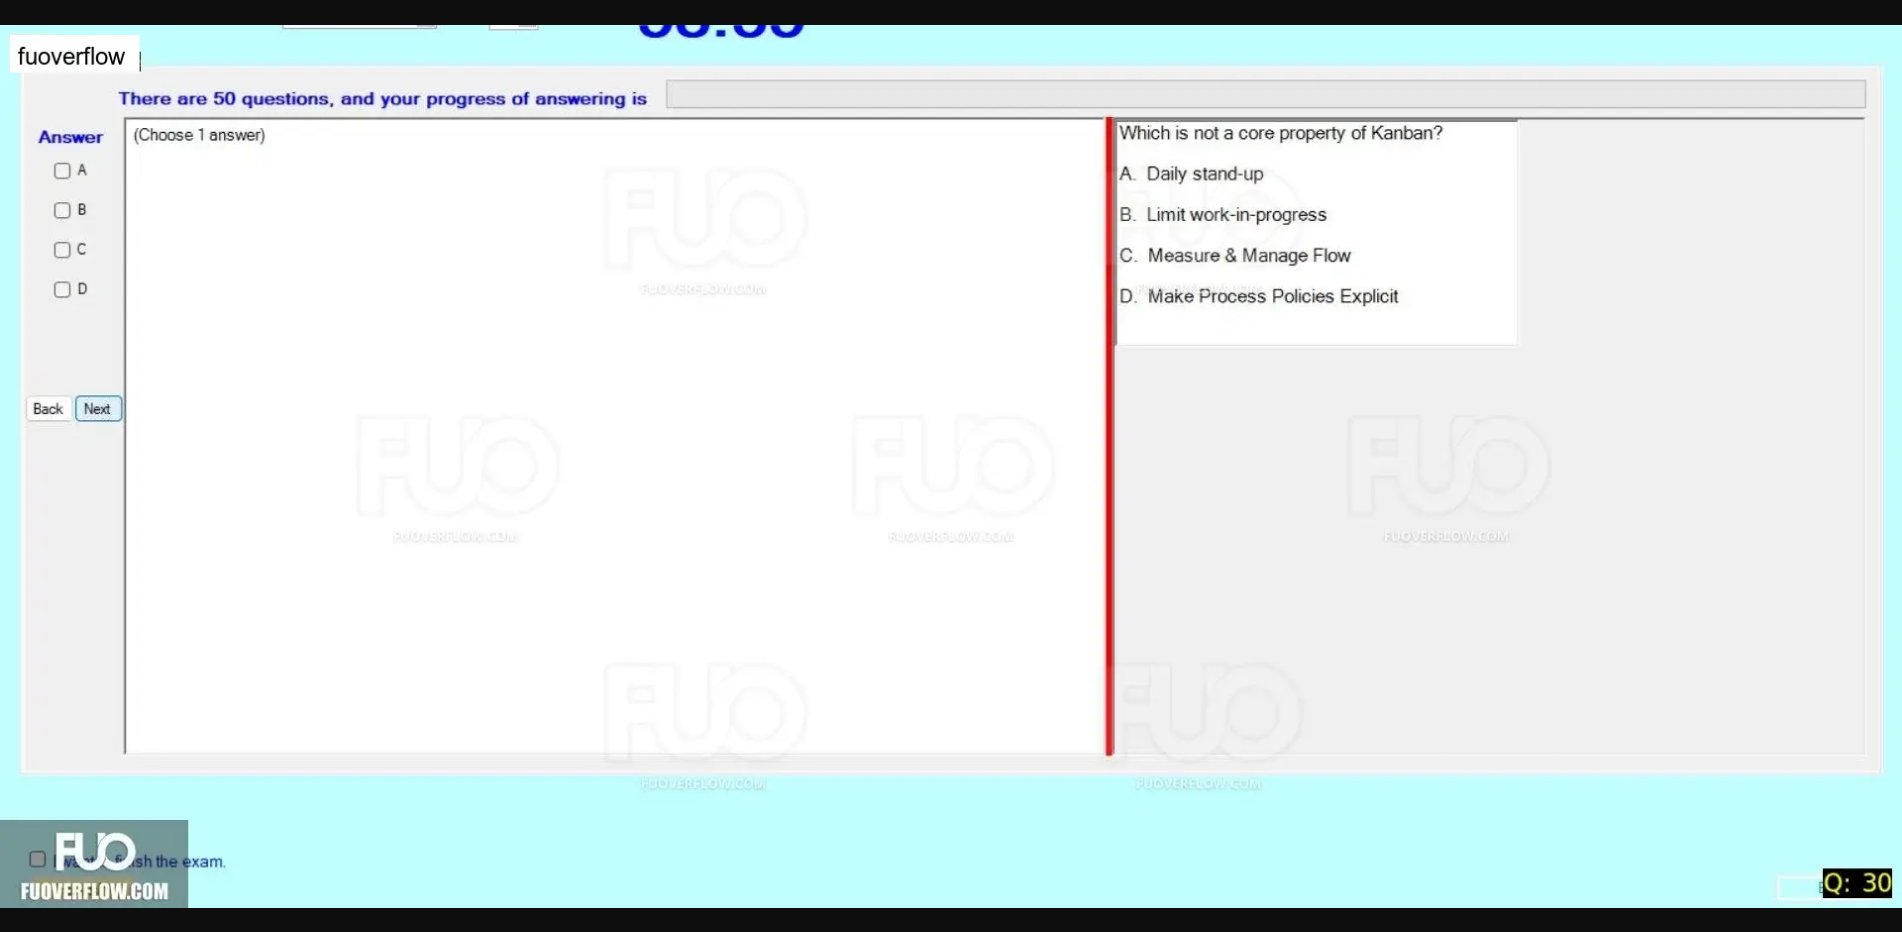 fuoverflow
There are 50 questions, and your progress of answering is
Answer
(Choose 1 answer)
A
B
C
D
Back
Next
Which is not a core property of Kanban?
A. Daily stand-up
B. Limit work-in-progress
C. Measure & Manage Flow
D. Make Process Policies Explicit
FUO
FUOVERFLOW.COM
FUO
FUOVERFLOW.COM
FUO
FUOVERFLOW.COM
FUO
FUOVERFLOW.COM
FUO
FUOVERFLOW.COM
FUO
FUOVERFLOW.COM
FUO
FUOVERFLOW.COM
the exam.
FUO
FUOVERFLOW.COM
Q: 30